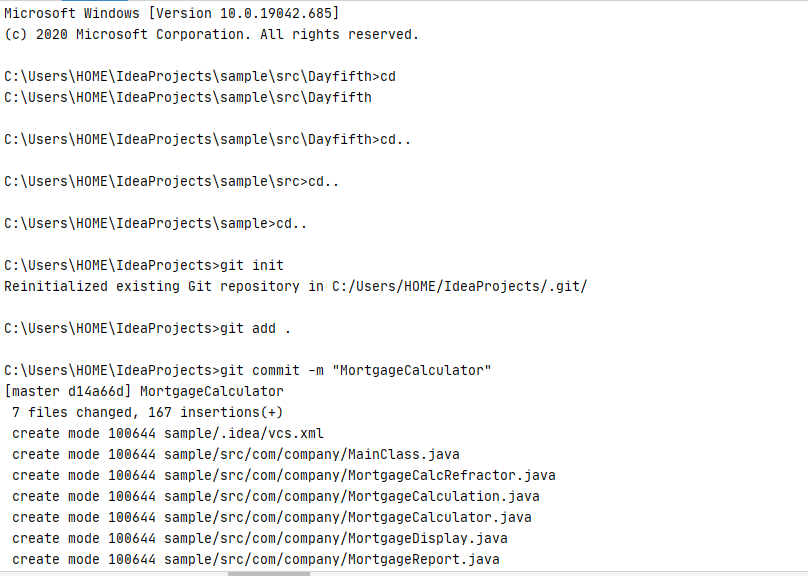 Microsoft Windows [Version 10.0.19042.685]
(c) 2020 Microsoft Corporation. All rights reserved.
C:\Users\HOME\IdeaProjects\sample\src\Dayfifth>cd
C:\Users\HOME\IdeaProjects\sample\src\Dayfifth
C:\Users\HOME\IdeaProjects\sample\src\Dayfifth>cd..
C:\Users\HOME\IdeaProjects\sample\src>cd..
C:\Users\HOME\IdeaProjects\sample>cd..
C:\Users\HOME\IdeaProjects>git init
Reinitialized existing Git repository in C:/Users/HOME/IdeaProjects/.git/
C:\Users\HOME\IdeaProjects>git add .
C:\Users\HOME\IdeaProjects>git commit -m "MortgageCalculator"
[master d14a66d] MortgageCalculator
7 files changed, 167 insertions(+)
create mode 100644 sample/.idea/vcs.xml
create mode 100644 sample/src/com/company/MainClass.java
create mode 100644 sample/src/com/company/MortgageCalcRefractor.java
create mode 100644 sample/src/com/company/MortgageCalculation.java
create mode 100644 sample/src/com/company/MortgageCalculator.java
create mode 100644 sample/src/com/company/MortgageDisplay.java
create mode 100644 sample/src/com/company/MortgageReport.java